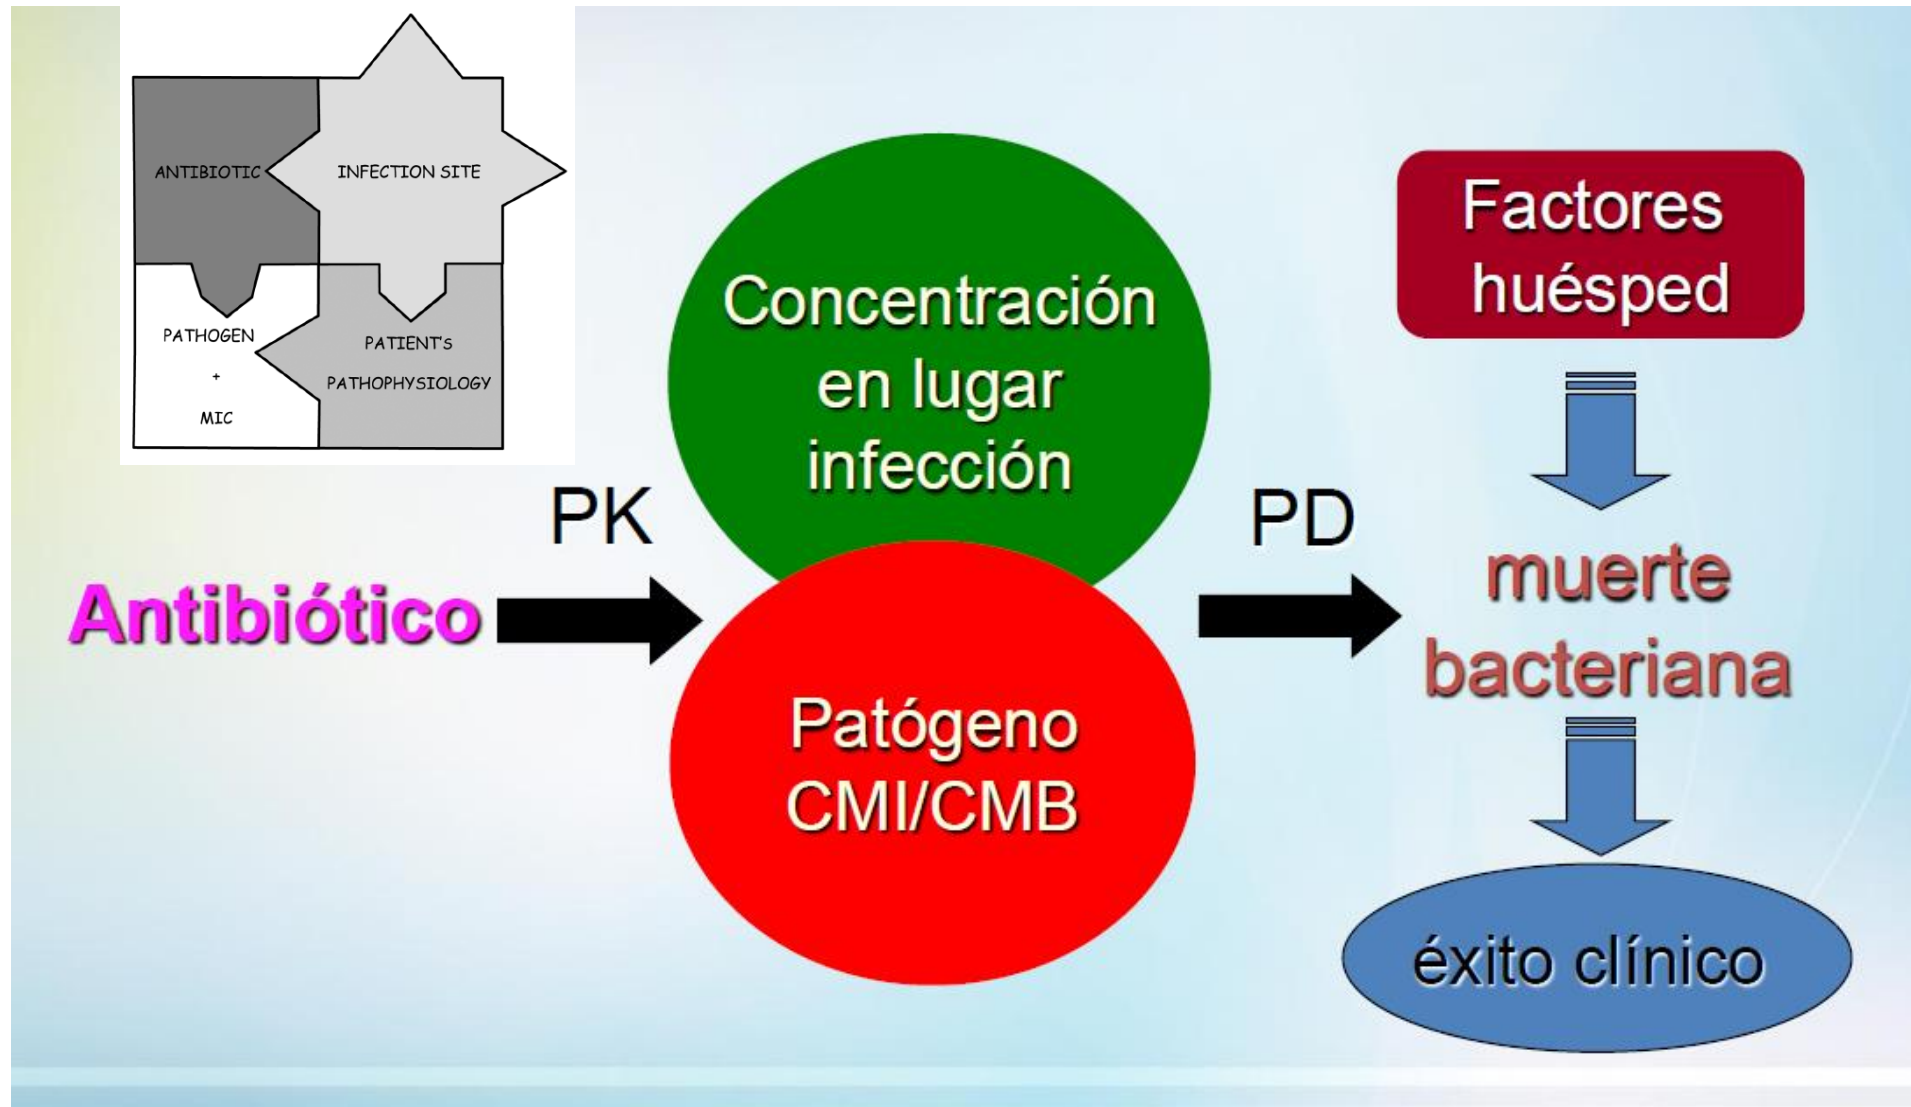 ANTIBIOTIC
INFECTION SITE
PATHOGEN
+
MIC
PATIENT'S
PATHOPHYSIOLOGY
Antibiótico
PK
Concentración
en lugar
infección
Patógeno
CMI/CMB
PD
Factores
huésped
muerte
bacteriana
éxito clínico